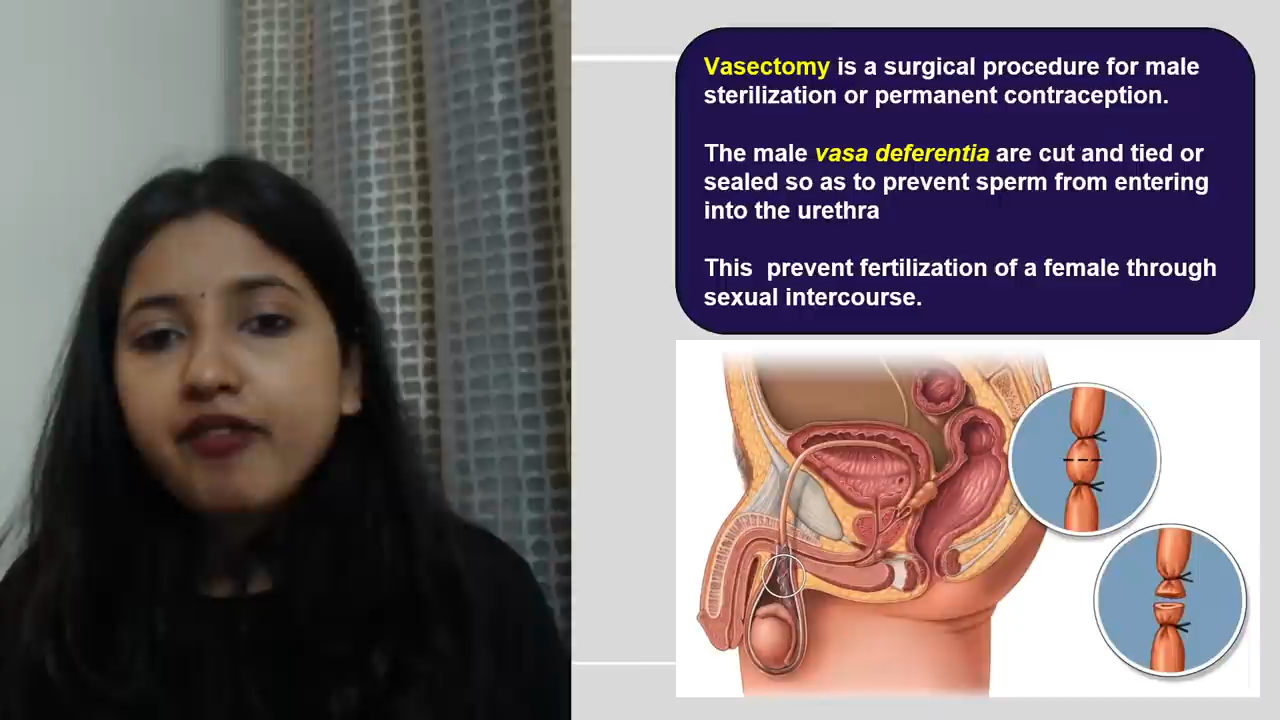 Vasectomy is a surgical procedure for male
sterilization or permanent contraception.
The male vasa deferentia are cut and tied or
sealed so as to prevent sperm from entering
into the urethra
This  prevent fertilization of a female through
sexual intercourse.